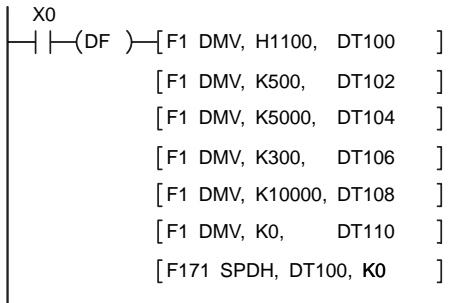 X0
(DF ) [F1 DMV, H1100, DT100 ]
[F1 DMV, K500, DT102 ]
[F1 DMV, K5000, DT104 ]
[F1 DMV, K300, DT106 ]
[F1 DMV, K10000, DT108 ]
[F1 DMV, K0, DT110 ]
[F171 SPDH, DT100, K0 ]